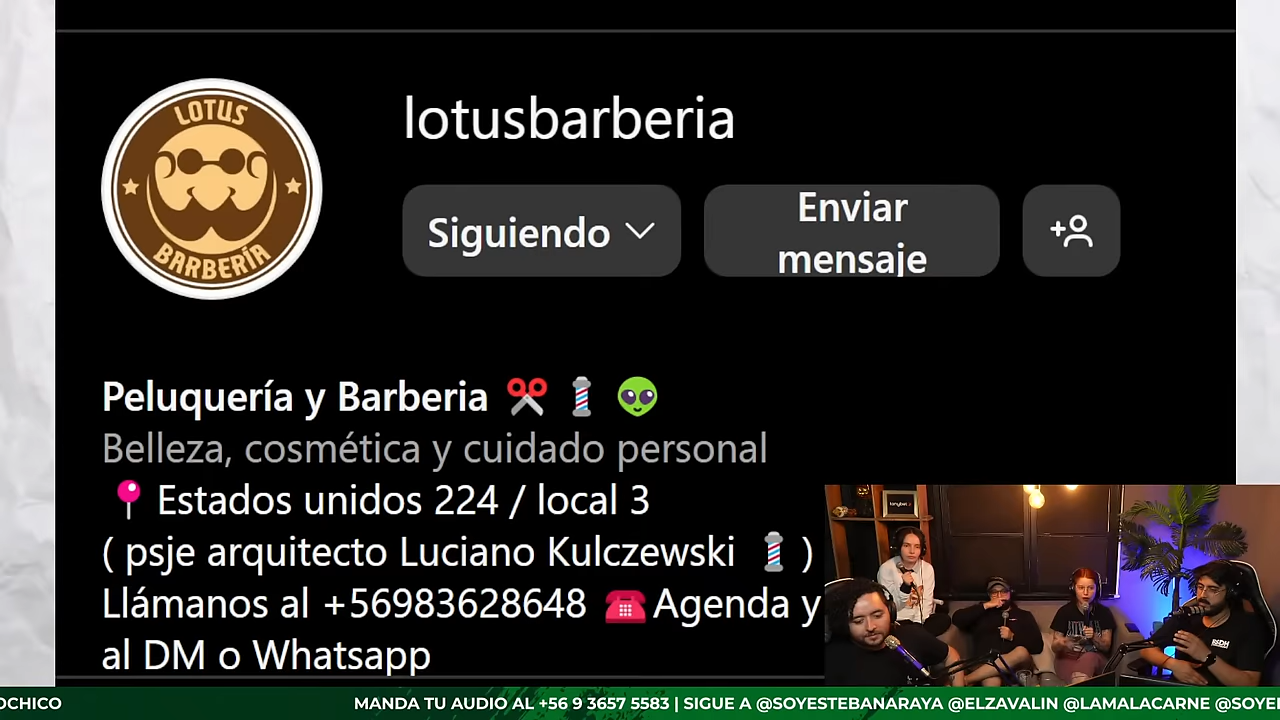 LOTUS
BARBERÍA
lotusbarberia
Siguiendo
Enviar
mensaje
Peluquería y Barberia ✂️ 💈 👽
Belleza, cosmética y cuidado personal
📍 Estados unidos 224 / local 3
( psje arquitecto Luciano Kulczewski 💈 )
Llámanos al +56983628648 ☎️Agenda y
al DM o Whatsapp
OCHICO
MANDA TU AUDIO AL +56 9 3657 5583 | SIGUE A @SOYESTEBANARAYA @ELZAVALIN @LAMALACARNE @SOYE